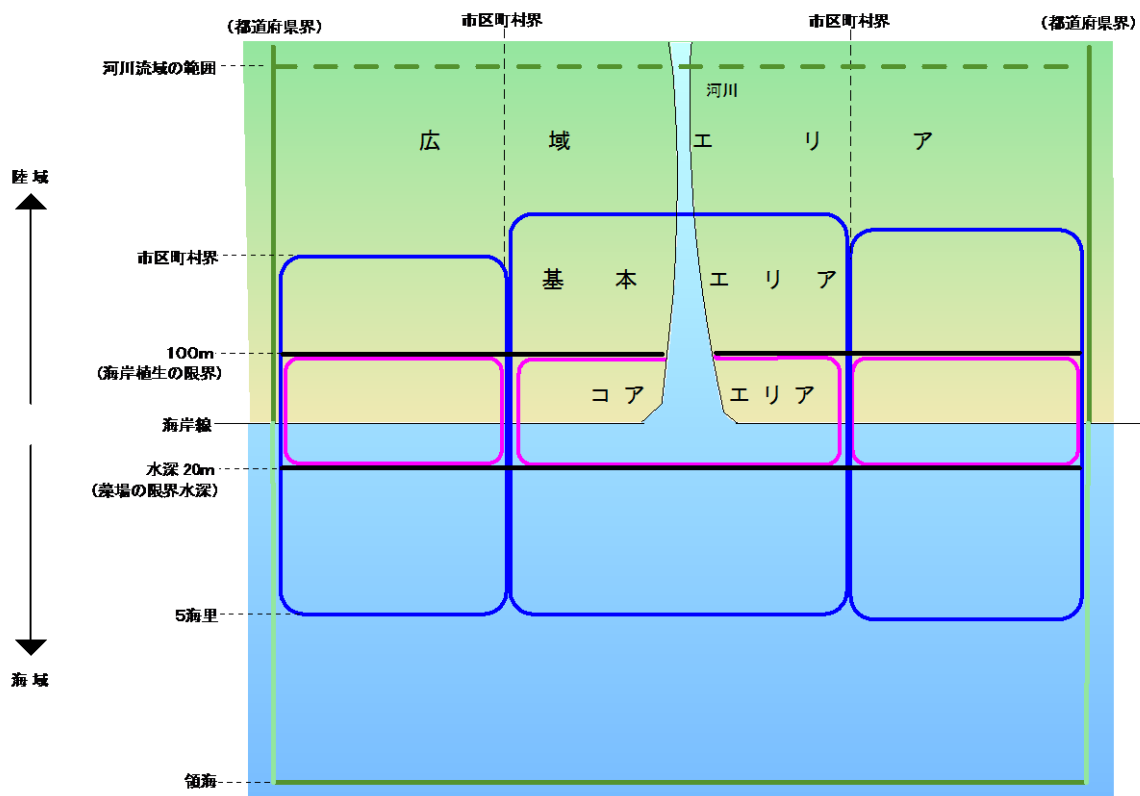 (都道府県界)
市区町村界
市区町村界
(都道府県界)
河川流域の範囲
河川
広域エリア
陸域
市区町村界
基本エリア
100m
(海岸植生の限界)
コアエリア
海岸線
水深20m
(藻場の限界水深)
5海里
海域
領海